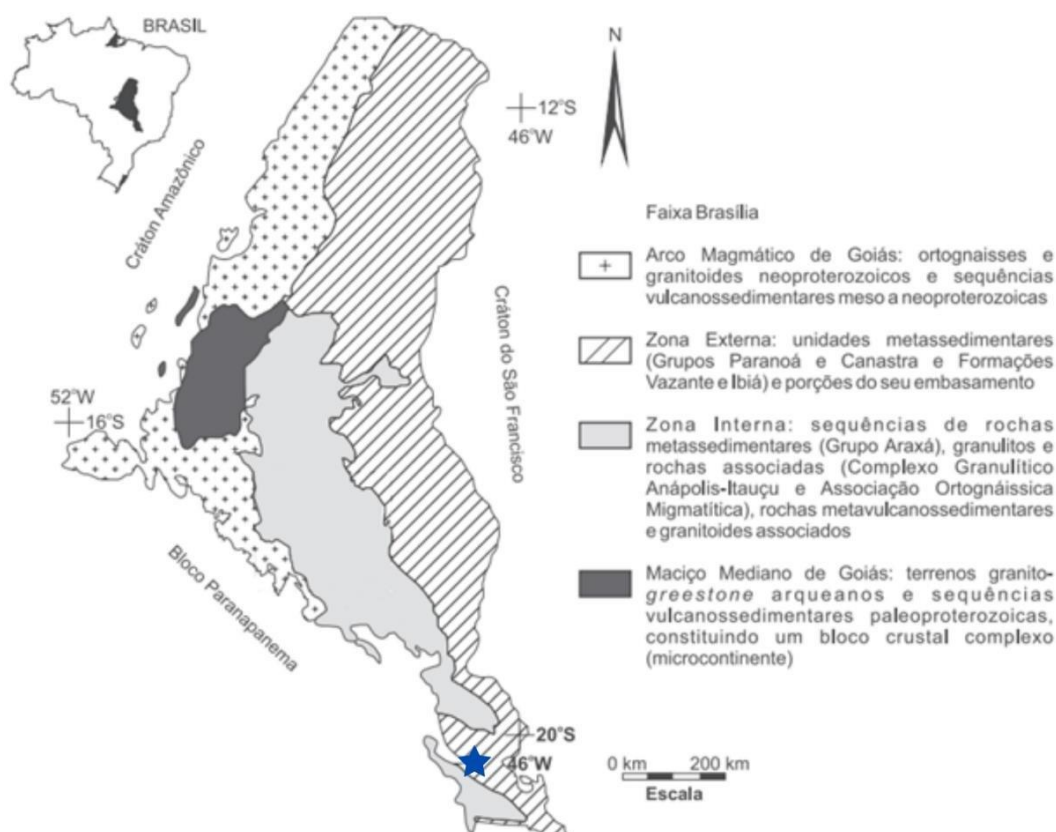 BRASIL
N
12°S
46°W
Cráton Amazônico
Faixa Brasília
+
Arco Magmático de Goiás: ortognaisses e
granitoides neoproterozoicos e sequências
vulcanossedimentares meso a neoproterozoicas
Cráton do São Francisco
Zona Externa: unidades metassedimentares
(Grupos Paranoá e Canastra e Formações
Vazante e Ibiá) e porções do seu embasamento
52°W
16°S
Zona Interna: sequências de rochas
metassedimentares (Grupo Araxá), granulitos e
rochas associadas (Complexo Granulítico
Anápolis-Itauçu e Associação Ortognáissica
Migmatítica), rochas metavulcanossedimentares
e granitoides associados
Bloco Paranapanema
Maciço Mediano de Goiás: terrenos granito-
greestone arqueanos e sequências
vulcanossedimentares paleoproterozoicas,
constituindo um bloco crustal complexo
(microcontinente)
20°S
46°W
0 km 200 km
Escala